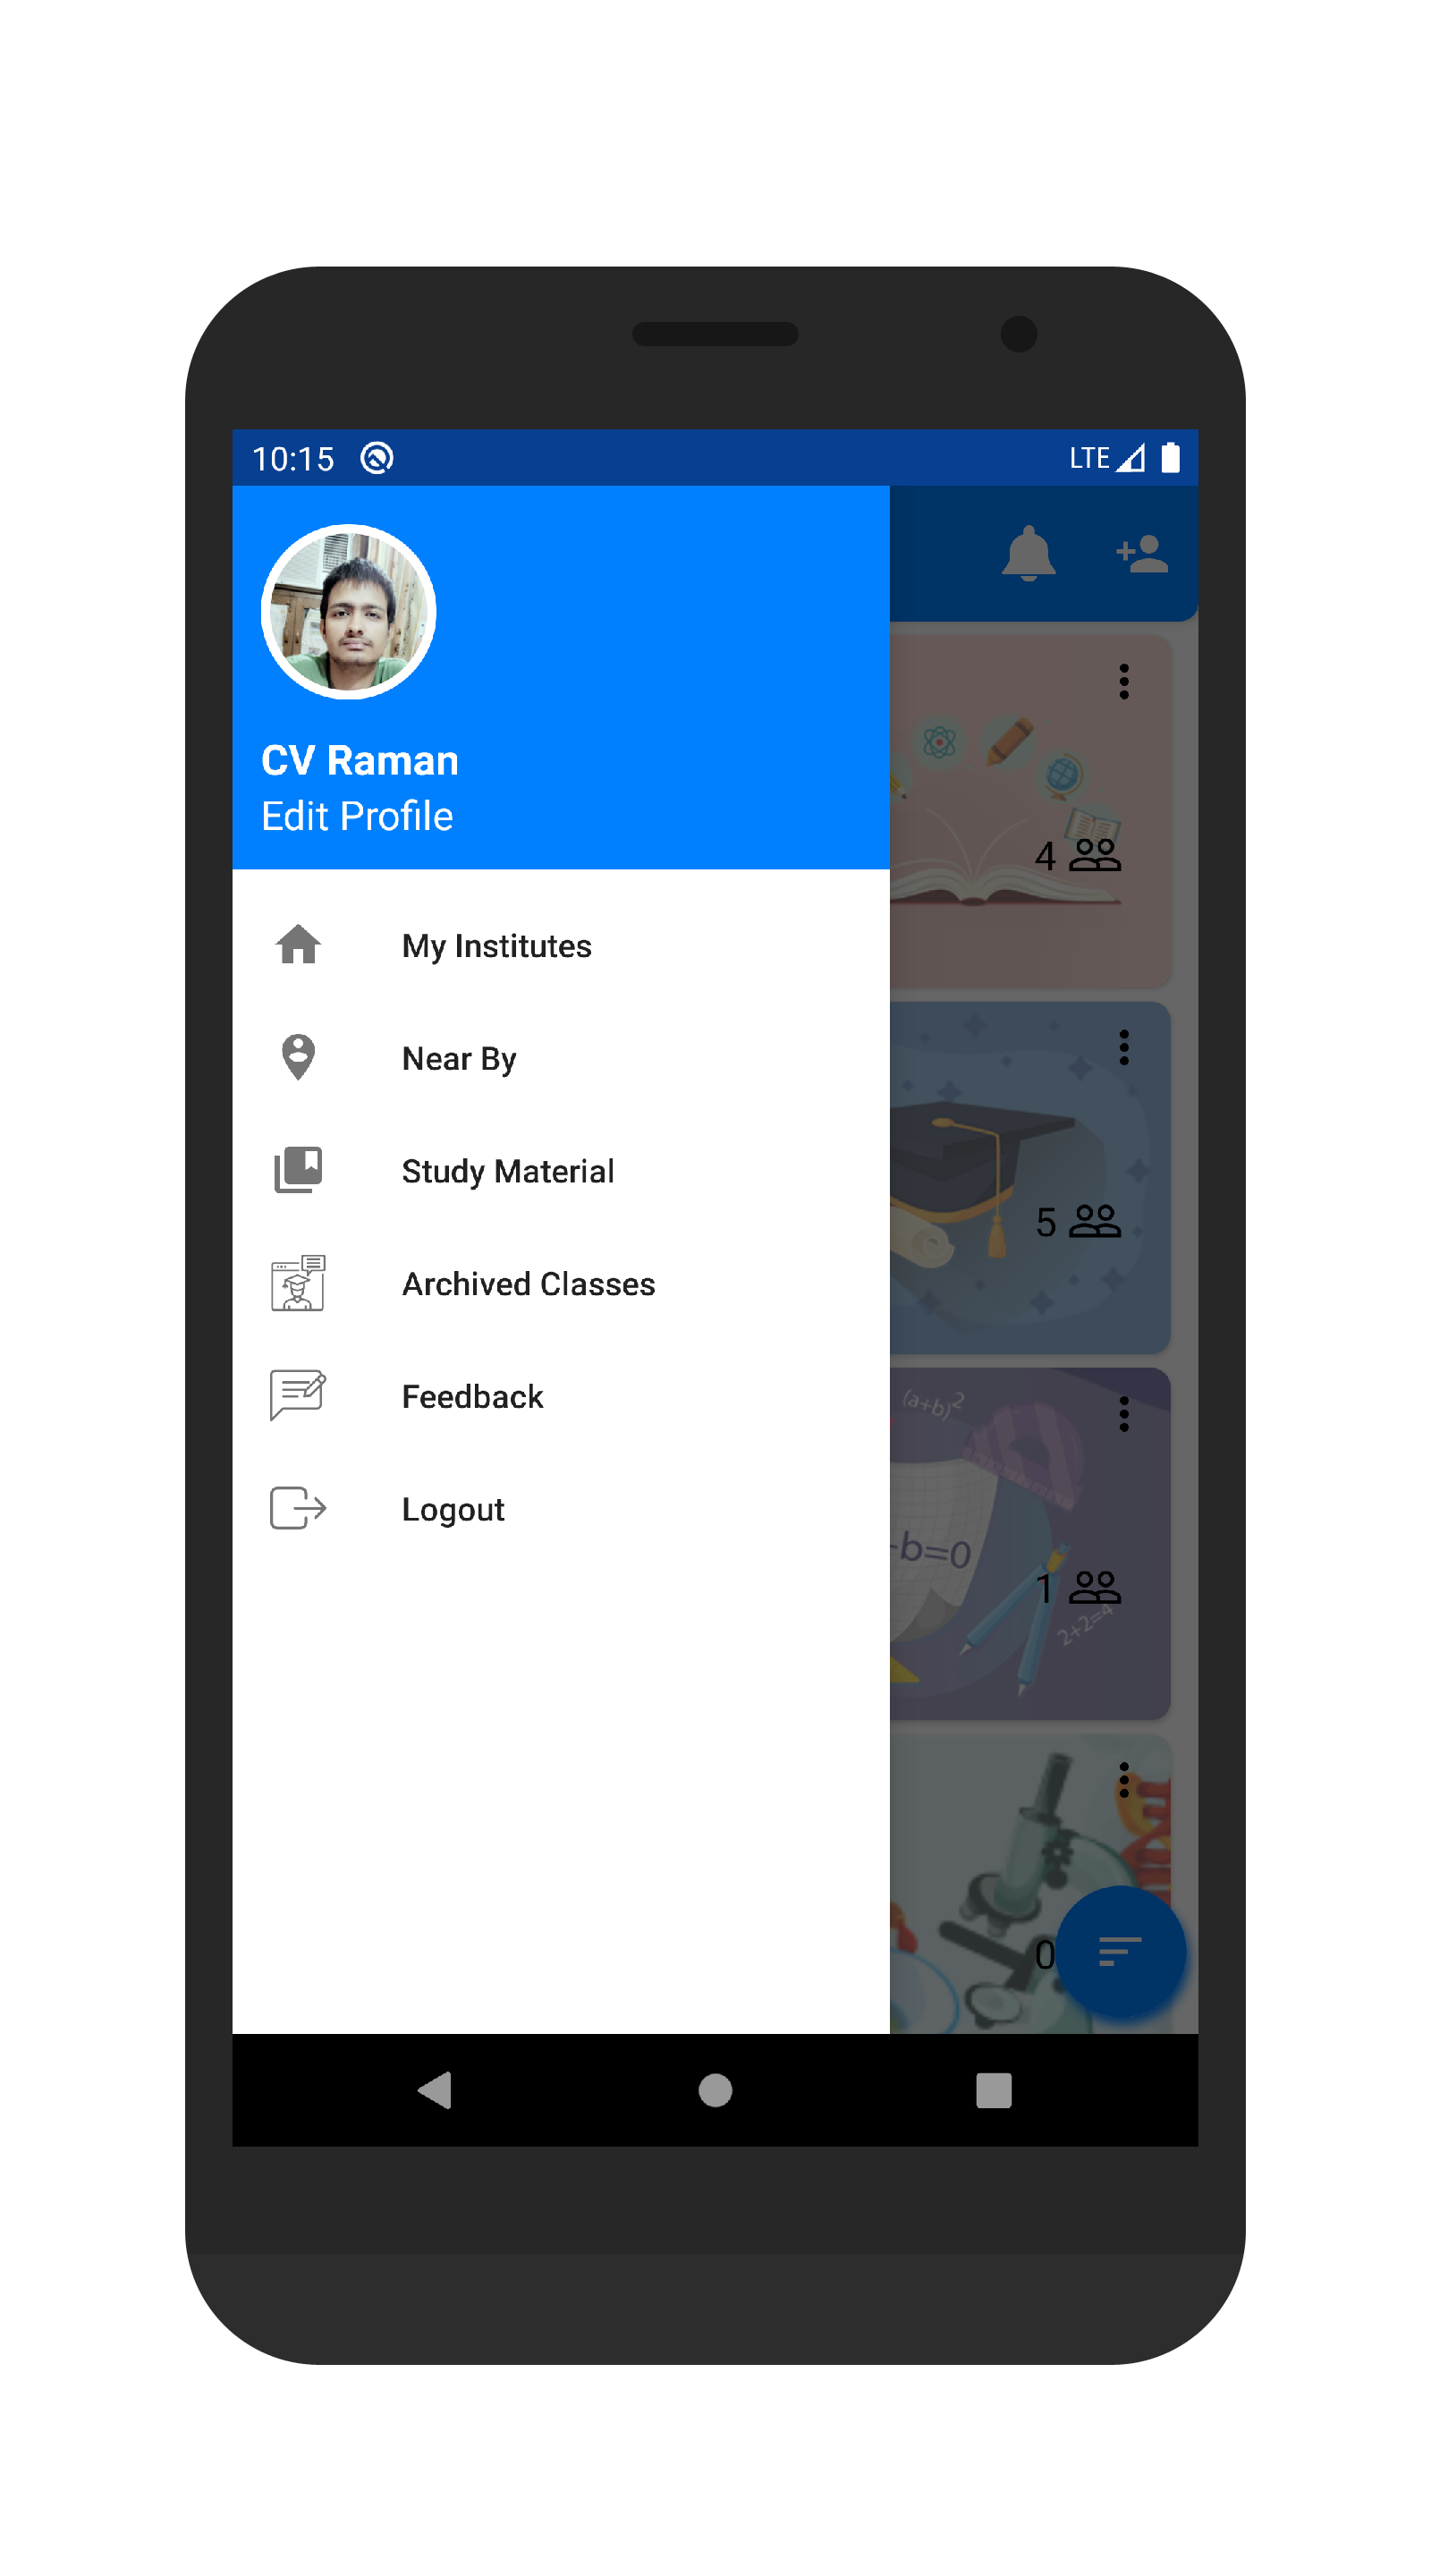 10:15
LTE
CV Raman
Edit Profile
4
My Institutes
Near By
Study Material
5
Archived Classes
Feedback
(a+b)²
Logout
-b=0
1
2+2=4
0